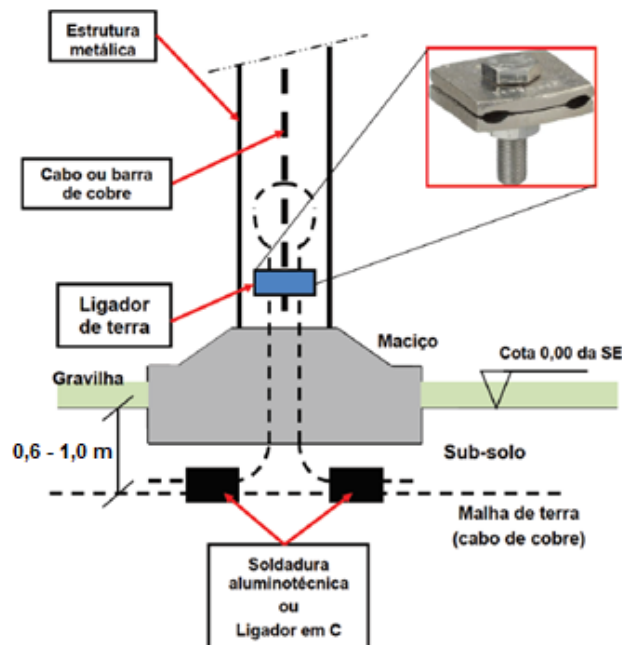 Estrutura
metálica
Cabo ou barra
de cobre
Ligador
de terra
Maciço
Cota 0,00 da SE
Gravilha
0,6 - 1,0 m
Sub-solo
Malha de terra
(cabo de cobre)
Soldadura
aluminotécnica
ou
Ligador em C